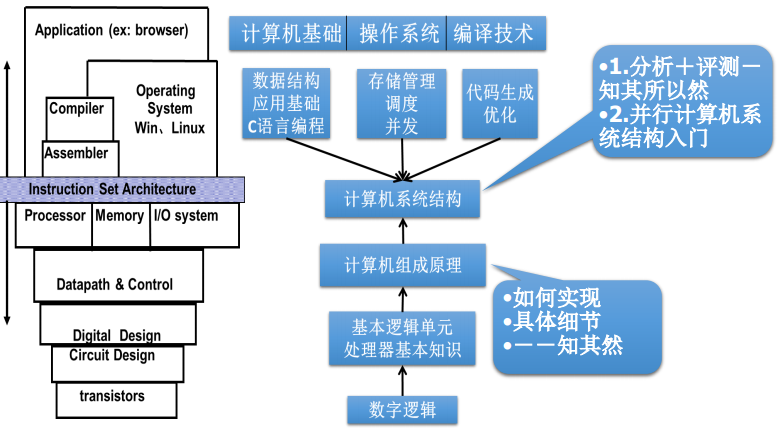 Application (ex: browser)
Operating
System
Win、Linux
Compiler
Assembler
Instruction Set Architecture
Processor
Memory
I/O system
Datapath & Control
Digital Design
Circuit Design
transistors
计算机基础
操作系统
编译技术
数据结构
应用基础
C语言编程
存储管理
调度
并发
代码生成
优化
•1.分析＋评测－
知其所以然
•2.并行计算机系
统结构入门
计算机系统结构
计算机组成原理
•如何实现
•具体细节
•－－知其然
基本逻辑单元
处理器基本知识
数字逻辑